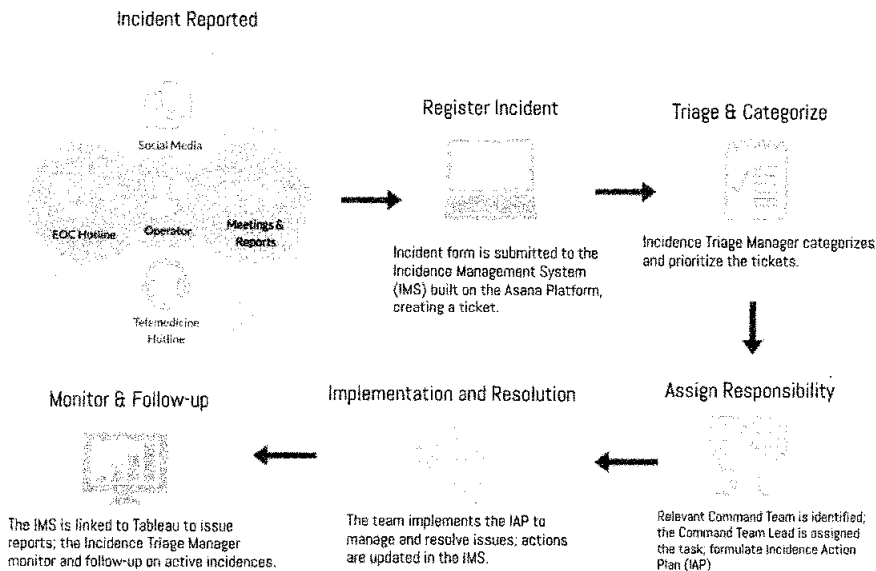 Incident Reported
Social Media
EOC Hotline
Operator
Meetings &
Reports
Telemedicine
Hotline
Register Incident
Incident form is submitted to the
Incidence Management System
(IMS) built on the Asana Platform,
creating a ticket.
Triage & Categorize
Incidence Triage Manager categorizes
and prioritize the tickets.
Assign Responsibility
Relevant Command Team is identified;
the Command Team Lead is assigned
the task; formulate Incidence Action
Plan (IAP)
Implementation and Resolution
The team implements the IAP to
manage and resolve issues; actions
are updated in the IMS.
Monitor & Follow-up
The IMS is linked to Tableau to issue
reports; the Incidence Triage Manager
monitor and follow-up on active incidences.